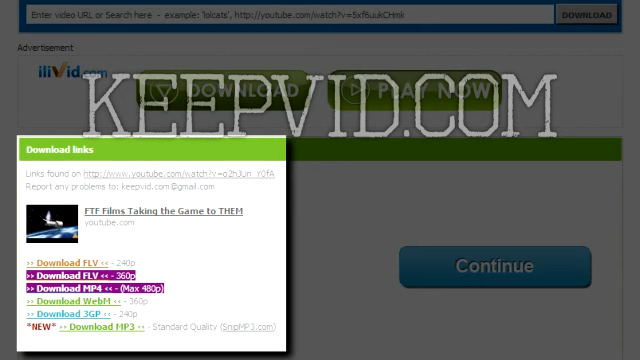 Enter video URL or Search here - example: 'lolcats', http://youtube.com/watch?v=5xf6uukCHmk
DOWNLOAD
Advertisement
iliVid.com
DOWNLOAD
PLAY NOW
KEEPVID.COM
Download links
Links found on http://www.youtube.com/watch?v=o2hJun_Y0fA
Report any problems to: keepvid.com@gmail.com
FTF Films Taking the Game to THEM
youtube.com
>> Download FLV << - 240p
>> Download FLV << - 360p
>> Download MP4 << - (Max 480p)
>> Download WebM << - 360p
>> Download 3GP << - 240p
*NEW* >> Download MP3 << - Standard Quality (SnipMP3.com)
Continue